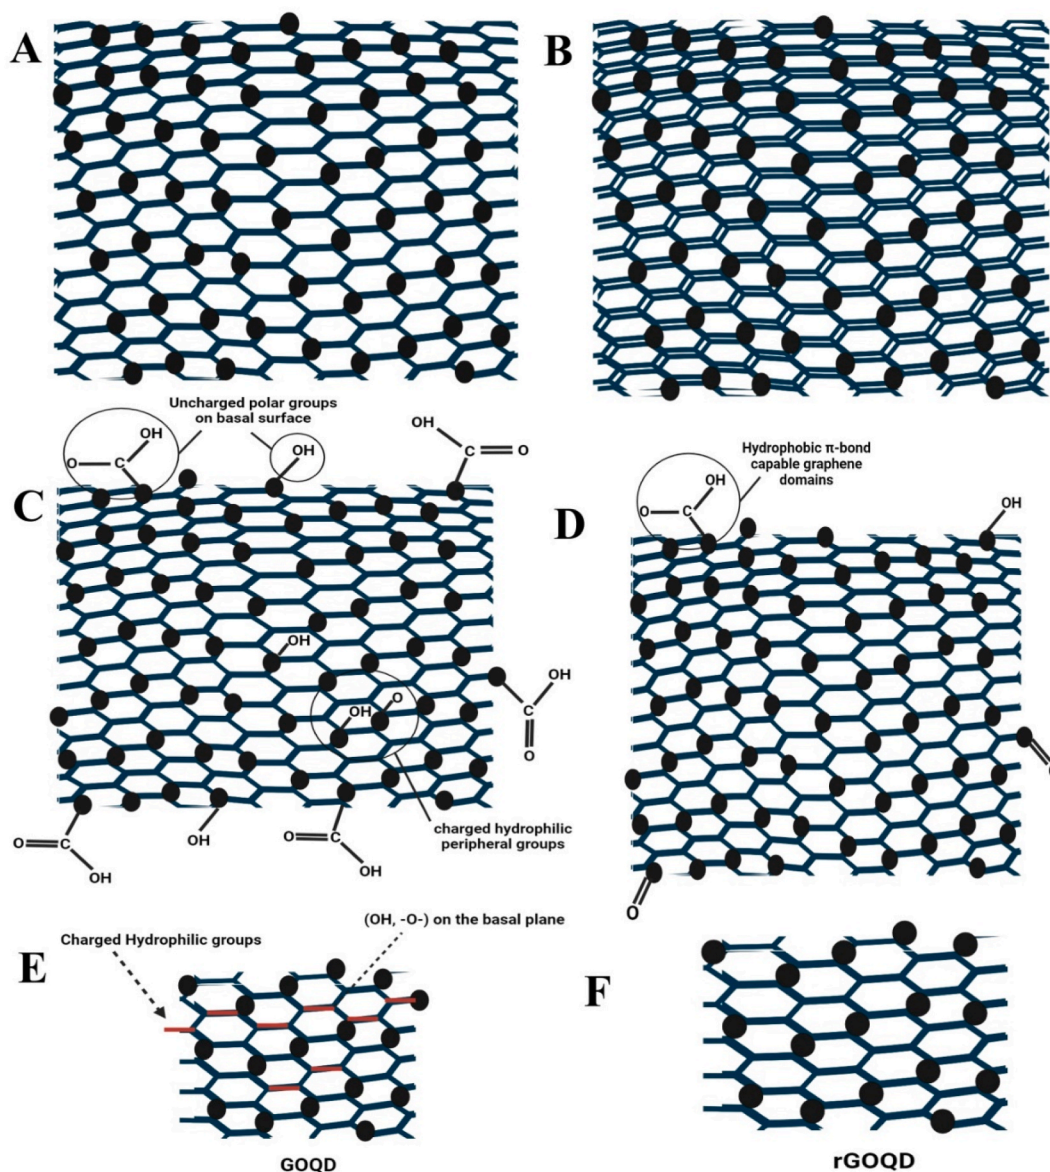 A
B
Uncharged polar groups
on basal surface
OH
O
C
OH
OH
C
O
C
OH
OH
O
OH
C
O
charged hydrophilic
peripheral groups
O
C
OH
OH
O
C
OH
Hydrophobic π-bond
capable graphene
domains
D
OH
O
C
OH
O
(OH, -O-) on the basal plane
Charged Hydrophilic groups
E
GOQD
F
rGOQD